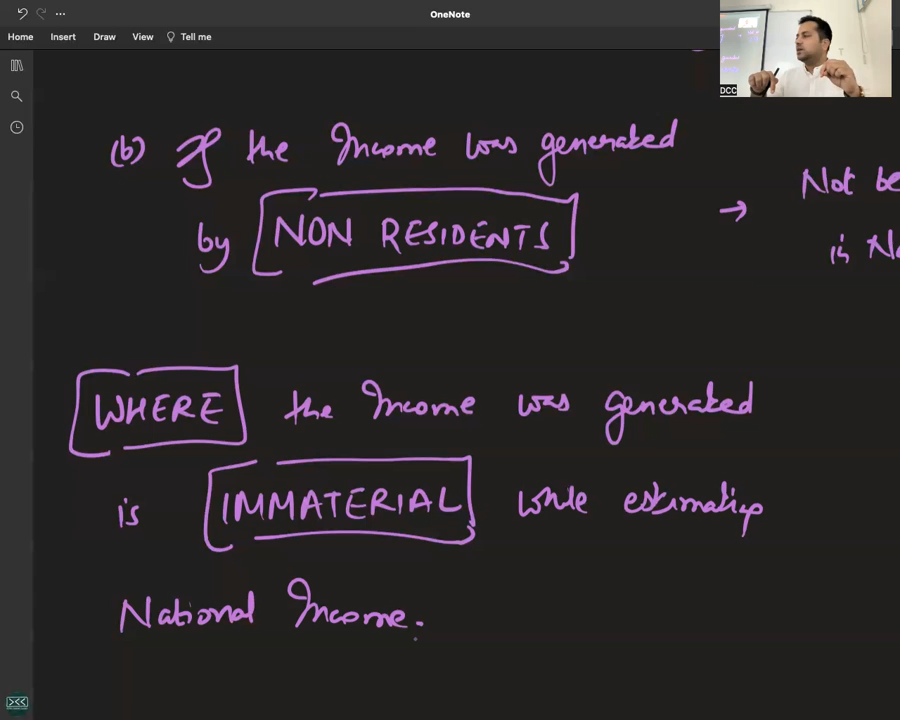 OneNote
Home Insert Draw View Tell me
DCC
(b) If the Income was generated
by NON RESIDENTS → Not be
in
WHERE the Income was generated
is IMMATERIAL while estimating
National Income.